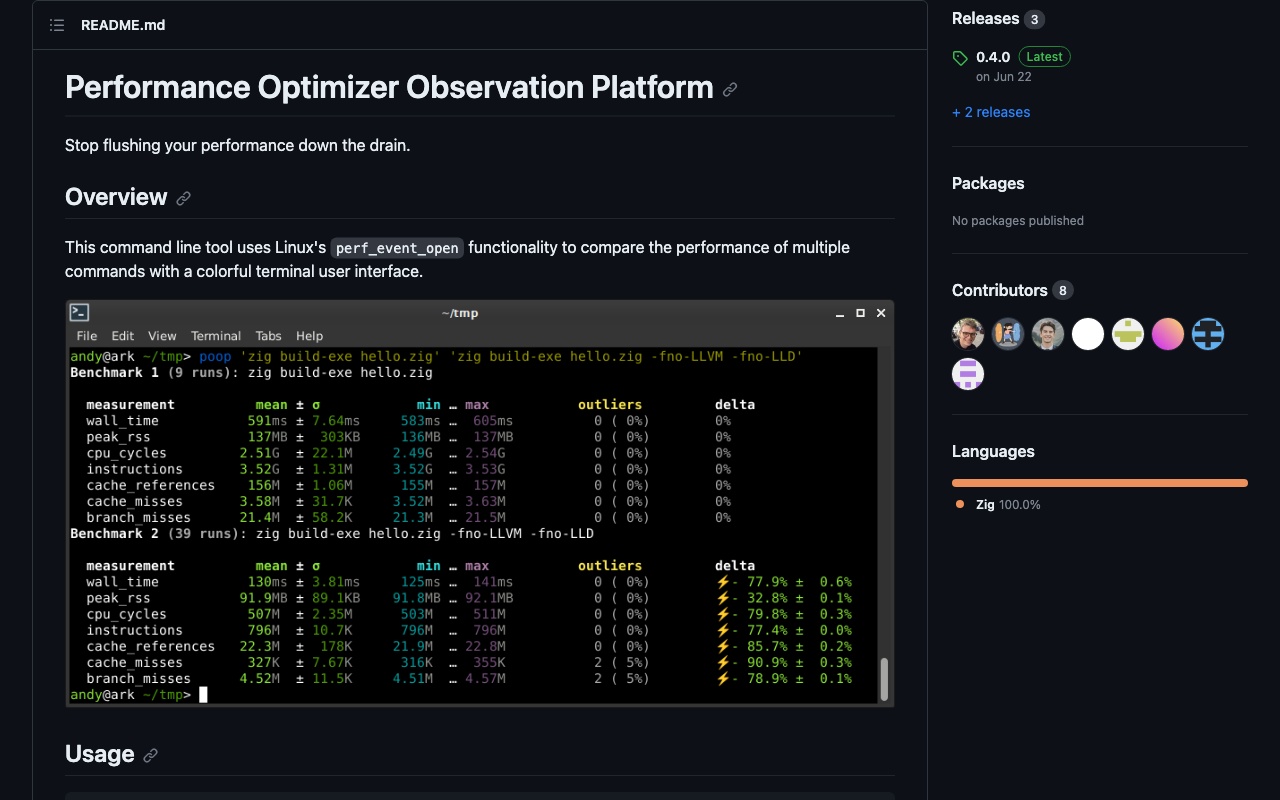 README.md
Performance Optimizer Observation Platform
Stop flushing your performance down the drain.
Overview
This command line tool uses Linux's perf_event_open functionality to compare the performance of multiple
commands with a colorful terminal user interface.
~/tmp
File Edit View Terminal Tabs Help
andy@ark ~/tmp> poop 'zig build-exe hello.zig' 'zig build-exe hello.zig -fno-LLVM -fno-LLD'
Benchmark 1 (9 runs): zig build-exe hello.zig
measurement mean ± σ min … max outliers delta
wall_time 591ms ± 7.64ms 583ms … 605ms 0 ( 0%) 0%
peak_rss 137MB ± 303KB 136MB … 137MB 0 ( 0%) 0%
cpu_cycles 2.51G ± 22.1M 2.49G … 2.54G 0 ( 0%) 0%
instructions 3.52G ± 1.31M 3.52G … 3.53G 0 ( 0%) 0%
cache_references 156M ± 1.06M 155M … 157M 0 ( 0%) 0%
cache_misses 3.58M ± 31.7K 3.52M … 3.63M 0 ( 0%) 0%
branch_misses 21.4M ± 58.2K 21.3M … 21.5M 0 ( 0%) 0%
Benchmark 2 (39 runs): zig build-exe hello.zig -fno-LLVM -fno-LLD
measurement mean ± σ min … max outliers delta
wall_time 130ms ± 3.81ms 125ms … 141ms 0 ( 0%) ⚡- 77.9% ± 0.6%
peak_rss 91.9MB ± 89.1KB 91.8MB … 92.1MB 0 ( 0%) ⚡- 32.8% ± 0.1%
cpu_cycles 507M ± 2.35M 503M … 511M 0 ( 0%) ⚡- 79.8% ± 0.3%
instructions 796M ± 10.7K 796M … 796M 0 ( 0%) ⚡- 77.4% ± 0.0%
cache_references 22.3M ± 178K 21.9M … 22.8M 0 ( 0%) ⚡- 85.7% ± 0.2%
cache_misses 327K ± 7.67K 316K … 355K 2 ( 5%) ⚡- 90.9% ± 0.3%
branch_misses 4.52M ± 11.5K 4.51M … 4.57M 2 ( 5%) ⚡- 78.9% ± 0.1%
andy@ark ~/tmp>
Usage
Releases 3
0.4.0 Latest
on Jun 22
+ 2 releases
Packages
No packages published
Contributors 8
Languages
Zig 100.0%